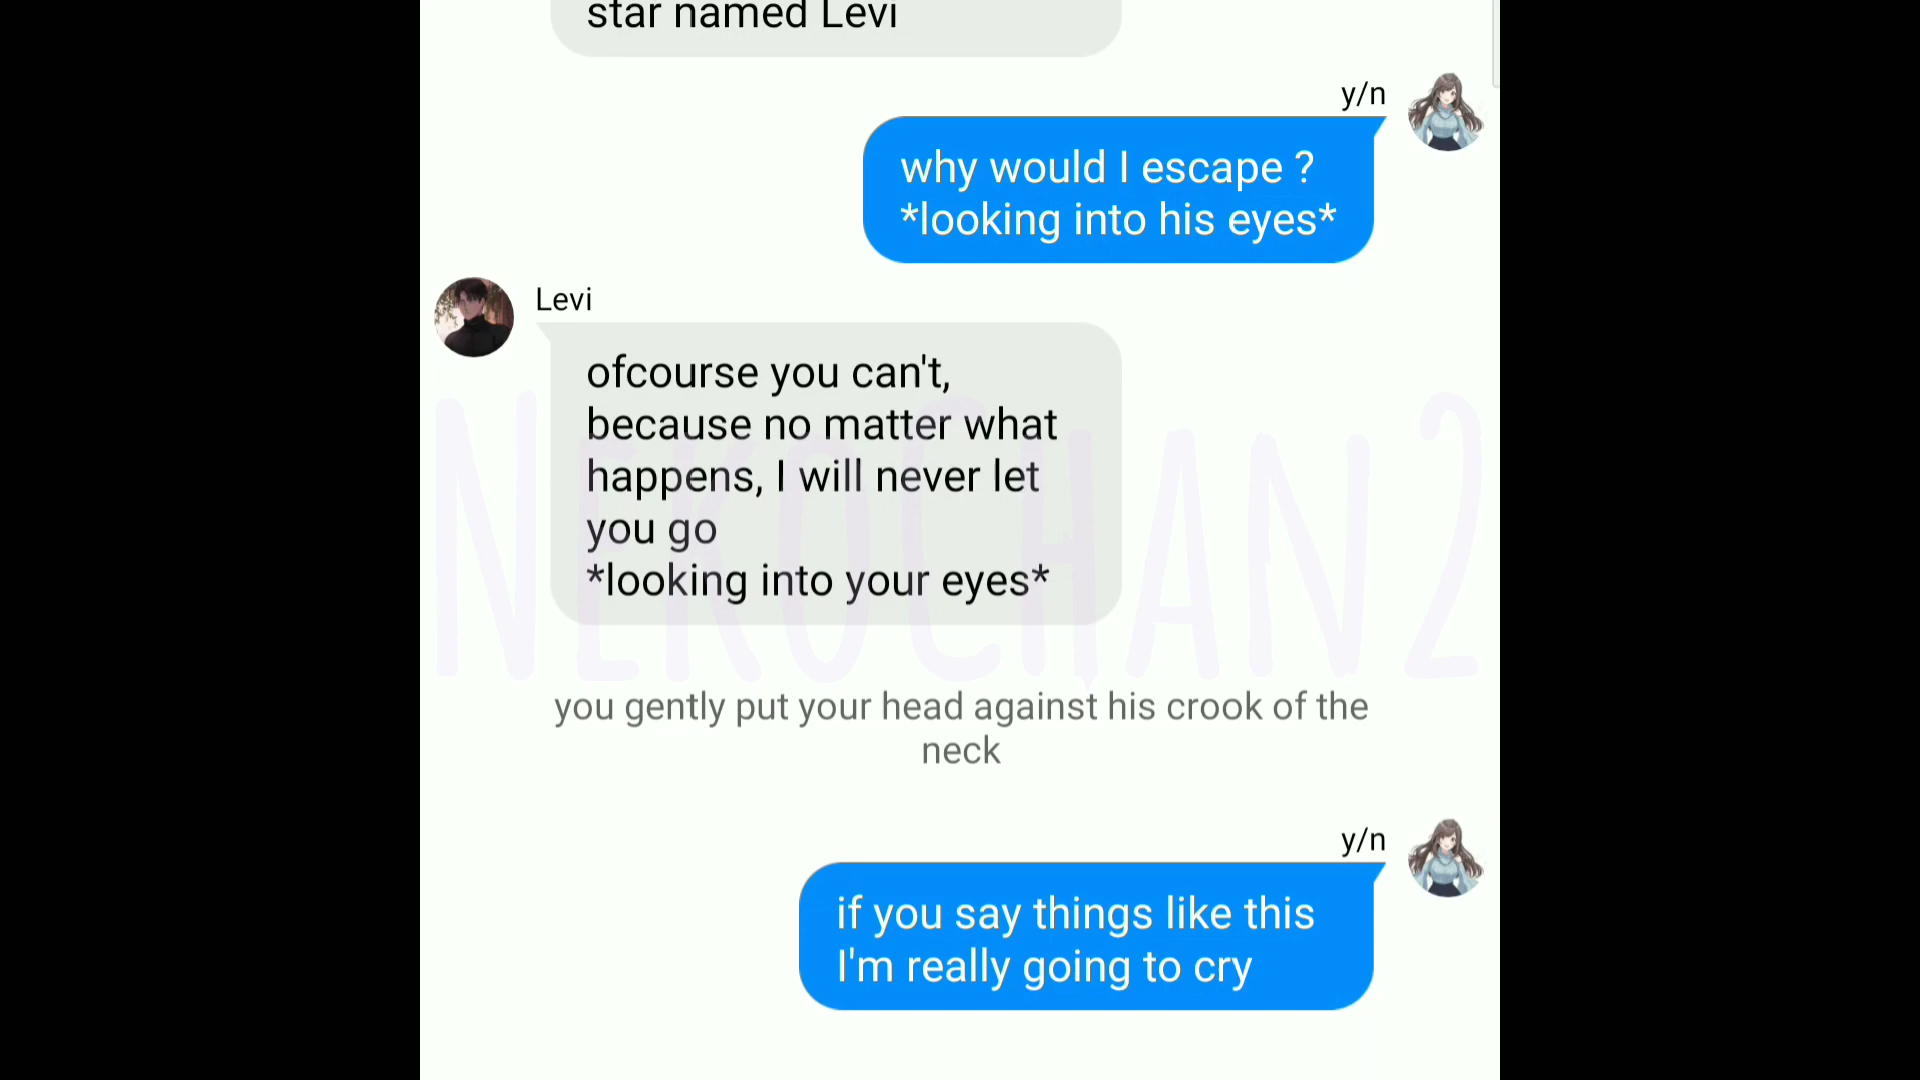 star named Levi
y/n
why would I escape ?
*looking into his eyes*
Levi
ofcourse you can't,
because no matter what
happens, I will never let
you go
*looking into your eyes*
NEKOCHAN2
you gently put your head against his crook of the
neck
y/n
if you say things like this
I'm really going to cry